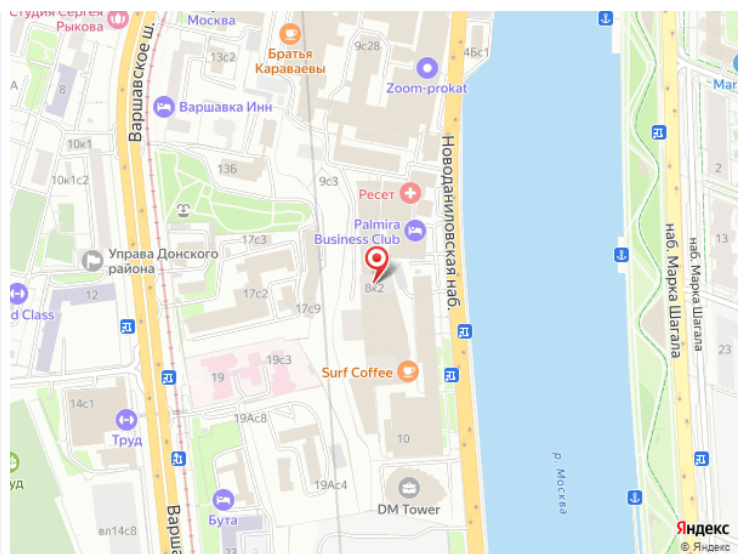 Студия Сергея
Рыкова
Варшавское ш.
Москва
13с2
Братья
Караваевы
9с28
4Бс1
Zoom-prokat
Mar
8
Варшавка Инн
10к1
10к1с2
13Б
9с3
Ресет
Новоданиловская наб.
2
Palmira
Business Club
17с3
Управа Донского
района
13
наб. Марка Шагала
наб. Марка Шагала
12
d Class
17с2
17с9
8к2
19с3
19
Surf Coffee
23
14с1
19Ас8
Труд
10
уд
р. Москва
19Ас4
DM Tower
Бута
вл14с8
Варша
23
Яндекс
© Яндекс